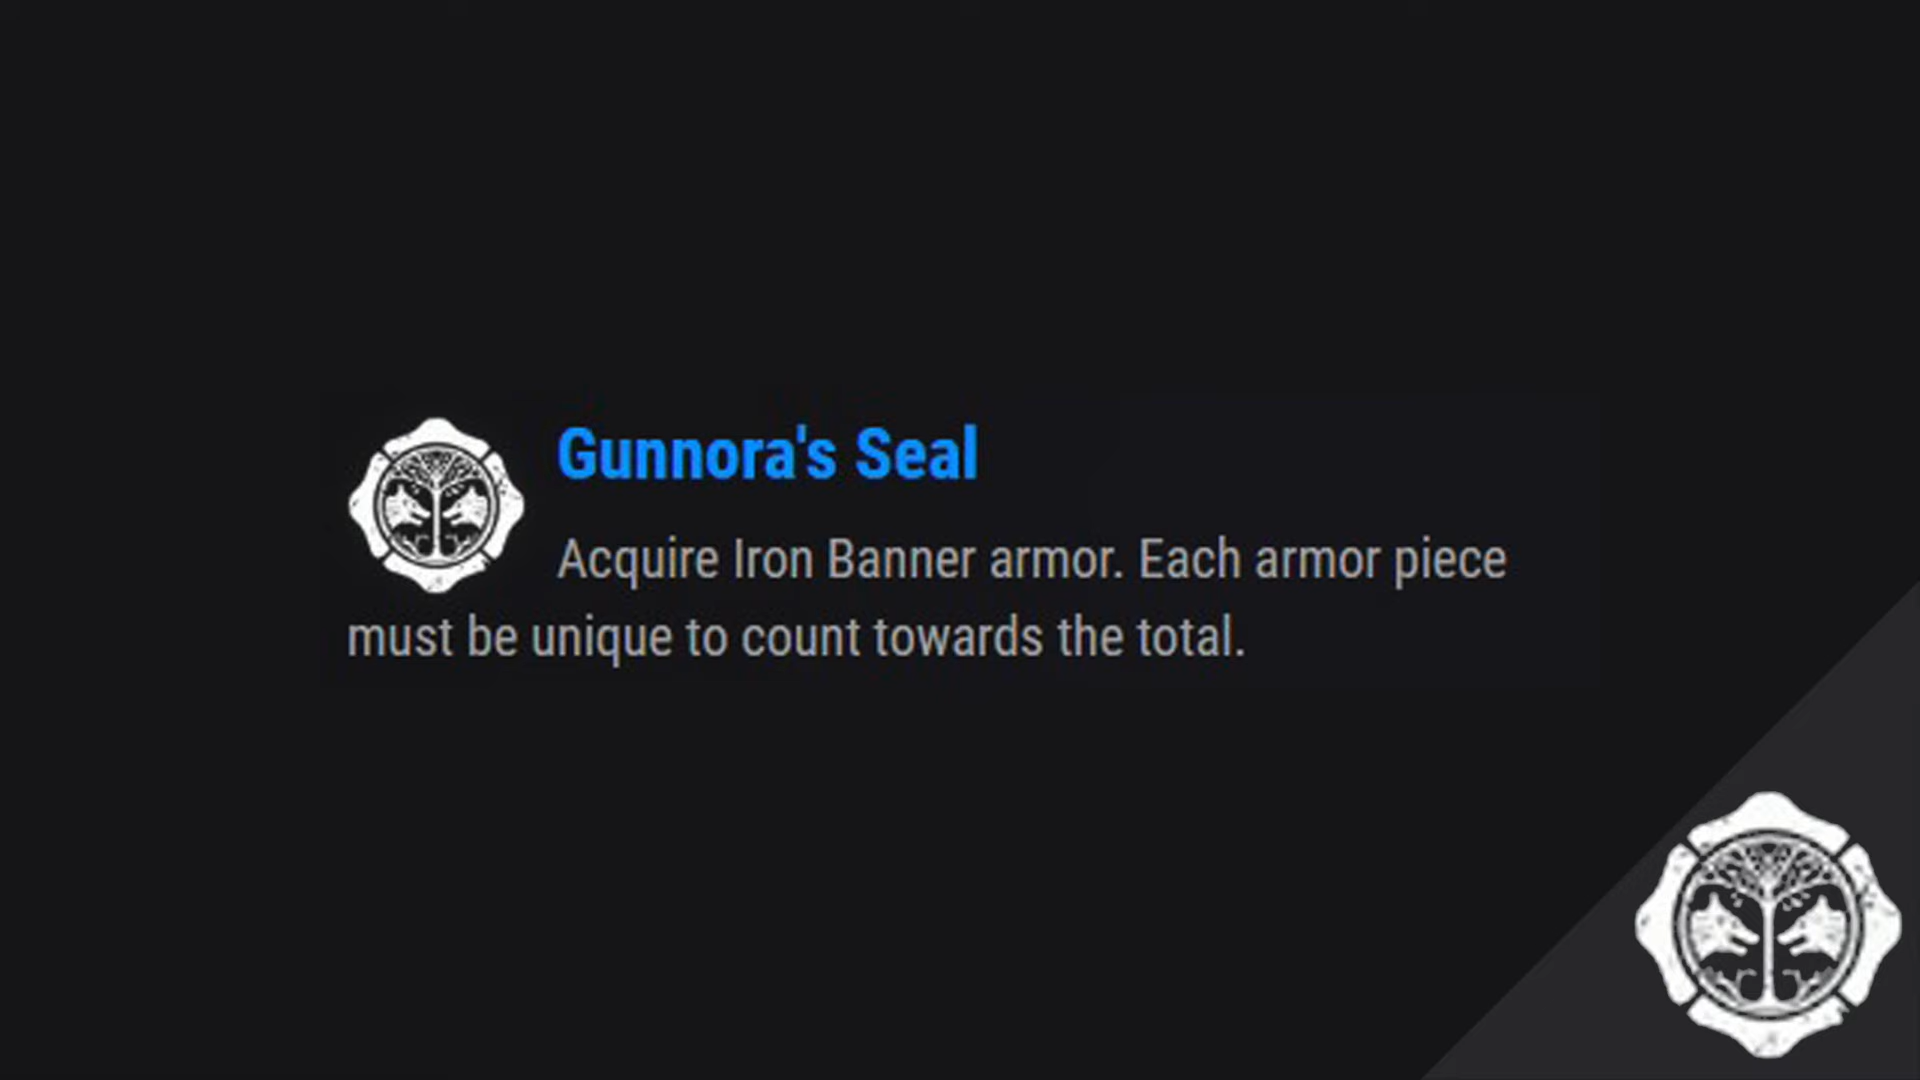 Gunnora's Seal
Acquire Iron Banner armor. Each armor piece
must be unique to count towards the total.